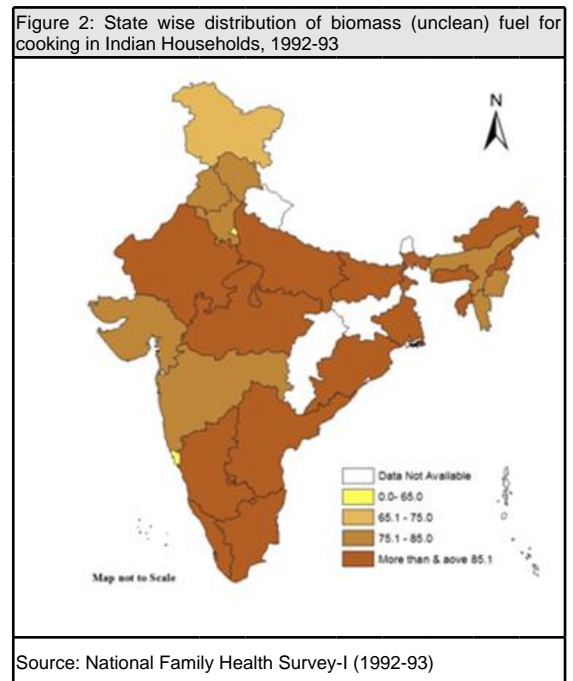 Figure 2: State wise distribution of biomass (unclean) fuel for
cooking in Indian Households, 1992-93
N
Data Not Available
0.0- 65.0
65.1 - 75.0
75.1 - 85.0
More than & aove 85.1
Map not to Scale
Source: National Family Health Survey-I (1992-93)